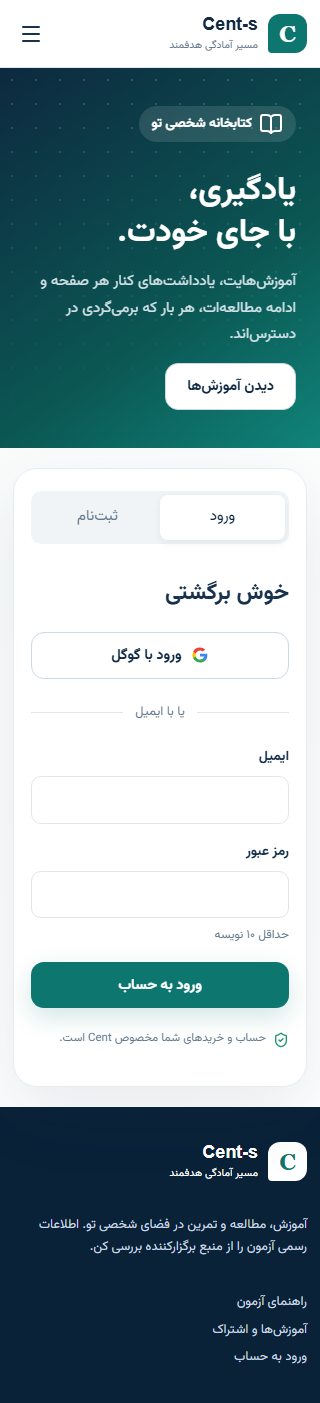 Cent-s
مسیر آمادگی هدفمند
C
کتابخانه شخصی تو
یادگیری،
با جای خودت.
آموزش‌هایت، یادداشت‌های کنار هر صفحه و
ادامه مطالعه‌ات، هر بار که برمی‌گردی در
دسترس‌اند.
دیدن آموزش‌ها
ورود
ثبت‌نام
خوش برگشتی
ورود با گوگل
یا با ایمیل
ایمیل
رمز عبور
حداقل ۱۰ نویسه
ورود به حساب
حساب و خریدهای شما مخصوص Cent است.
Cent-s
مسیر آمادگی هدفمند
C
آموزش، مطالعه و تمرین در فضای شخصی تو. اطلاعات
رسمی آزمون را از منبع برگزارکننده بررسی کن.
راهنمای آزمون
آموزش‌ها و اشتراک
ورود به حساب